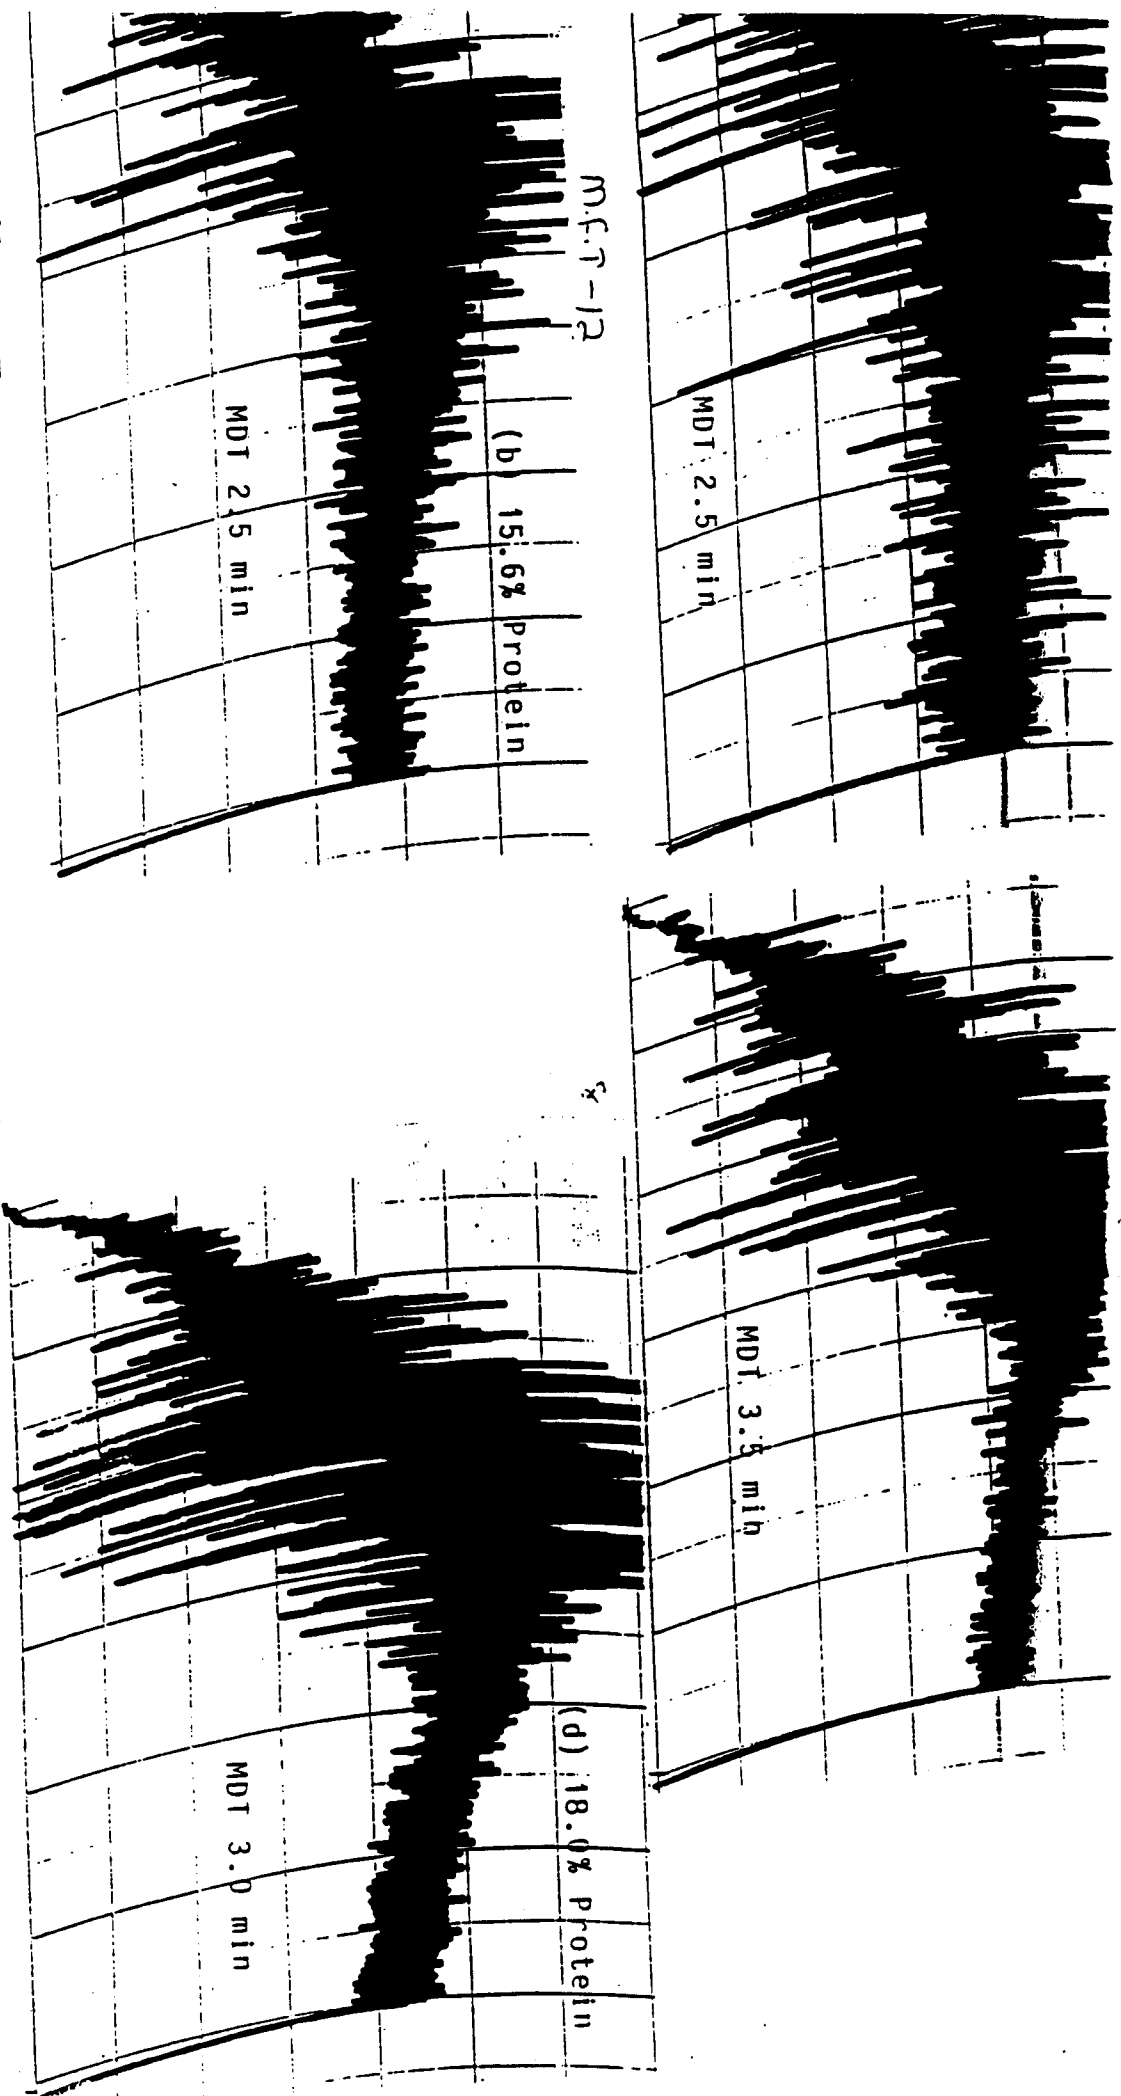 MDT 2.5 min
MDT 3.5 min
m.f.T-12
(b) 15.6% Protein
MDT 2.5 min
(d) 18.0% Protein
MDT 3.0 min